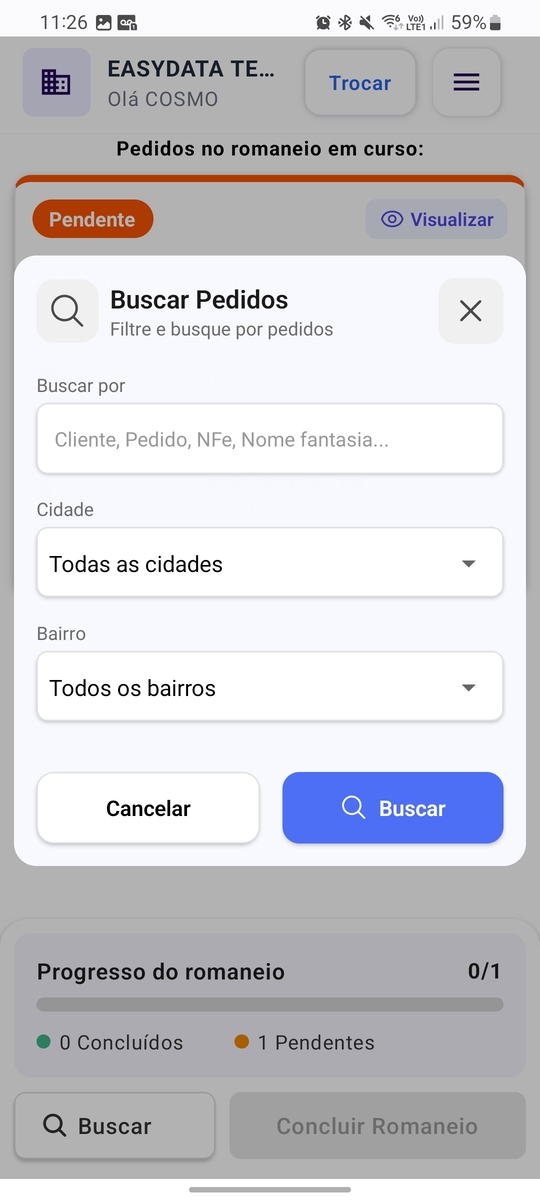 11:26 59%
EASYDATA TE...
Olá COSMO
Trocar
Pedidos no romaneio em curso:
Pendente
Visualizar
Buscar Pedidos
Filtre e busque por pedidos
Buscar por
Cliente, Pedido, NFe, Nome fantasia...
Cidade
Todas as cidades
Bairro
Todos os bairros
Cancelar
Buscar
Progresso do romaneio
0/1
0 Concluídos
1 Pendentes
Buscar
Concluir Romaneio